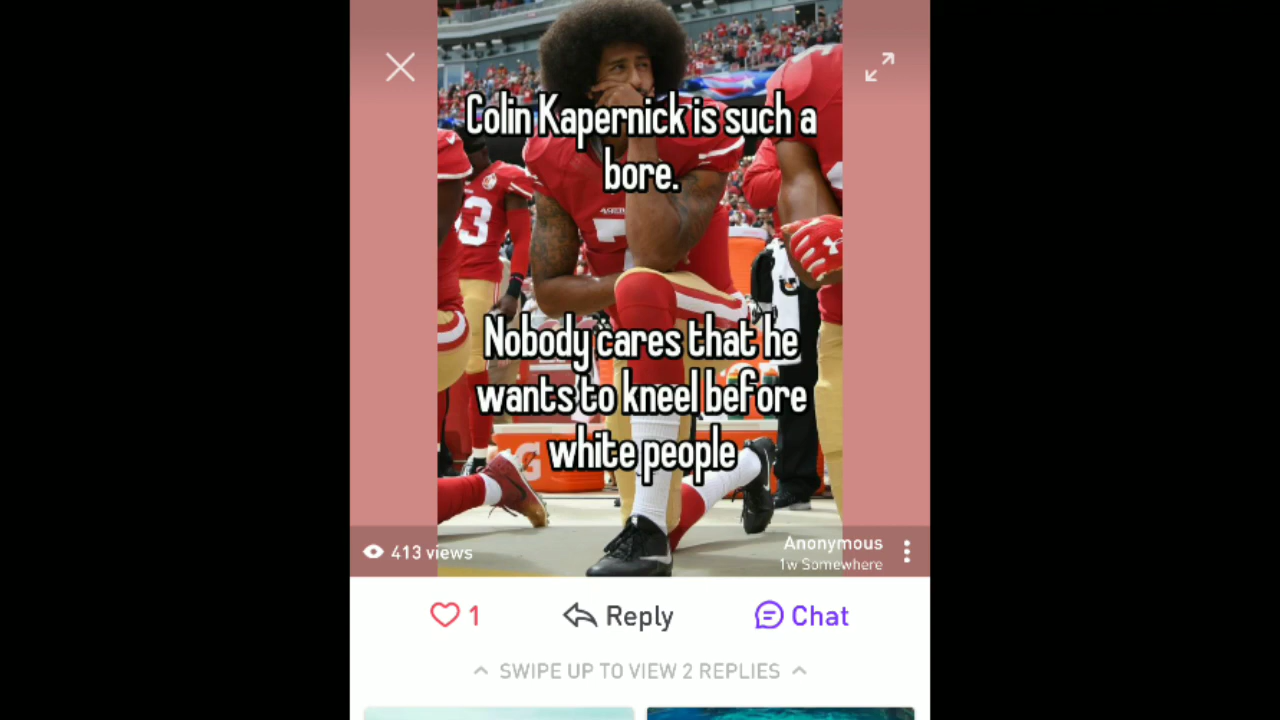 Colin Kapernick is such a
bore.
Nobody cares that he
wants to kneel before
white people
413 views
Anonymous
1w Somewhere
1
Reply
Chat
SWIPE UP TO VIEW 2 REPLIES